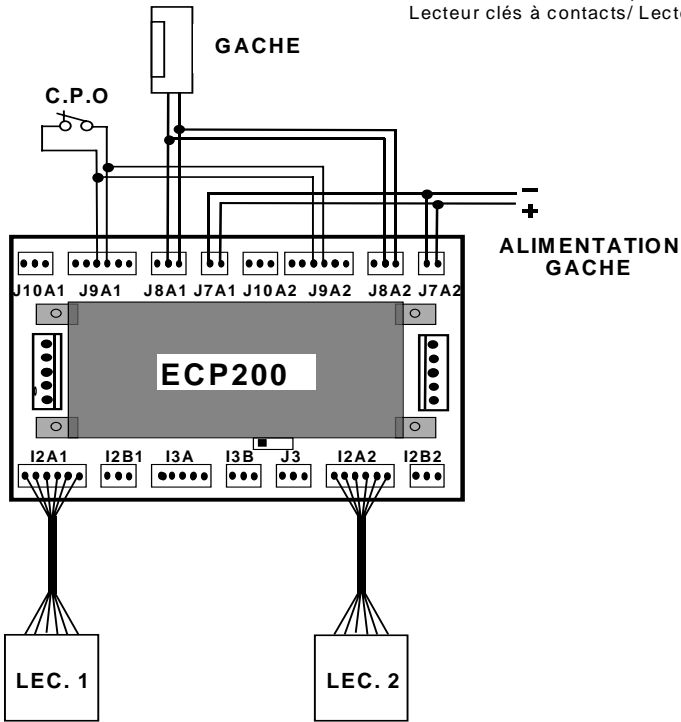 Lecteur clés à contacts/ Lect
GACHE
C.P.O
–
+
ALIMENTATION
GACHE
J10A1 J9A1 J8A1 J7A1 J10A2 J9A2 J8A2 J7A2
ECP200
I2A1 I2B1 I3A I3B J3 I2A2 I2B2
LEC. 1 LEC. 2